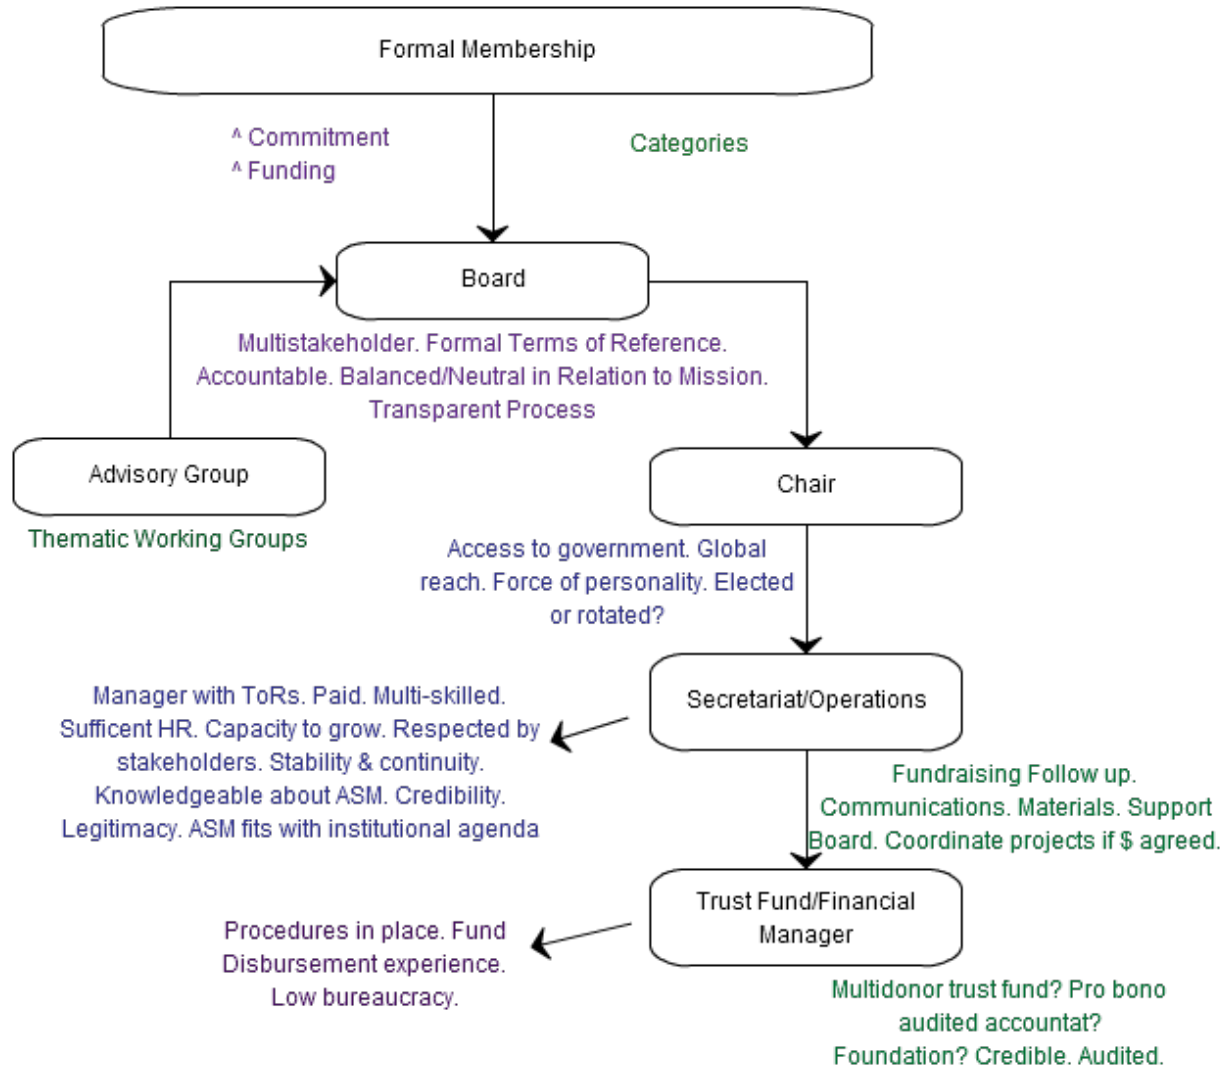 Formal Membership
^ Commitment
^ Funding
Categories
Board
Multistakeholder. Formal Terms of Reference.
Accountable. Balanced/Neutral in Relation to Mission.
Transparent Process
Advisory Group
Thematic Working Groups
Chair
Access to government. Global
reach. Force of personality. Elected
or rotated?
Secretariat/Operations
Manager with ToRs. Paid. Multi-skilled.
Sufficent HR. Capacity to grow. Respected by
stakeholders. Stability & continuity.
Knowledgeable about ASM. Credibility.
Legitimacy. ASM fits with institutional agenda
Fundraising Follow up.
Communications. Materials. Support
Board. Coordinate projects if $ agreed.
Trust Fund/Financial
Manager
Procedures in place. Fund
Disbursement experience.
Low bureaucracy.
Multidonor trust fund? Pro bono
audited accountat?
Foundation? Credible. Audited.